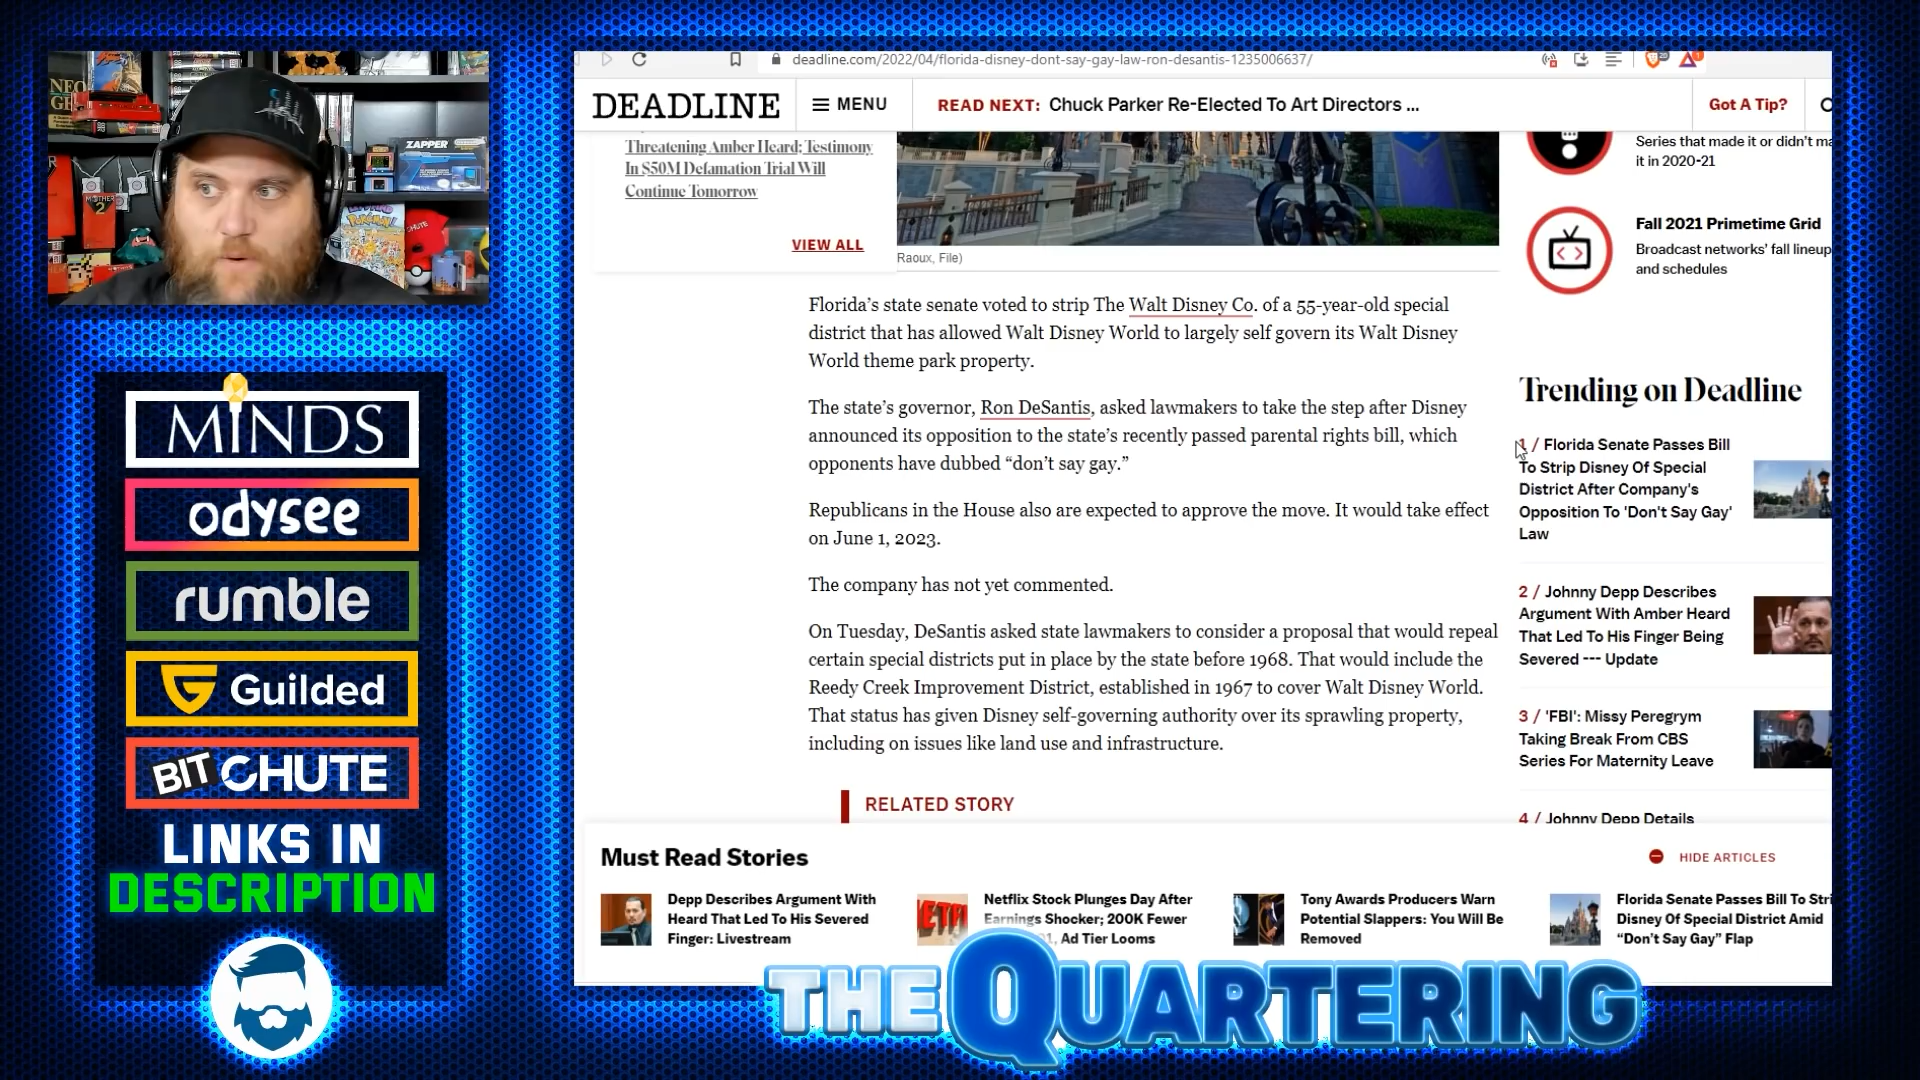 NEO
GE
ZAPPER
MOTHER
2
POKéMON
CHUTE
MINDS
odysee
rumble
Guilded
BITCHUTE
LINKS IN
DESCRIPTION
deadline.com/2022/04/florida-disney-dont-say-gay-law-ron-desantis-1235006637/
DEADLINE
MENU
READ NEXT: Chuck Parker Re-Elected To Art Directors ...
Got A Tip?
Threatening Amber Heard; Testimony
In $50M Defamation Trial Will
Continue Tomorrow
VIEW ALL
Raoux, File)
Series that made it or didn't ma
it in 2020-21
Fall 2021 Primetime Grid
Broadcast networks' fall lineup
and schedules
Florida's state senate voted to strip The Walt Disney Co. of a 55-year-old special
district that has allowed Walt Disney World to largely self govern its Walt Disney
World theme park property.
The state's governor, Ron DeSantis, asked lawmakers to take the step after Disney
announced its opposition to the state's recently passed parental rights bill, which
opponents have dubbed “don't say gay.”
Republicans in the House also are expected to approve the move. It would take effect
on June 1, 2023.
The company has not yet commented.
On Tuesday, DeSantis asked state lawmakers to consider a proposal that would repeal
certain special districts put in place by the state before 1968. That would include the
Reedy Creek Improvement District, established in 1967 to cover Walt Disney World.
That status has given Disney self-governing authority over its sprawling property,
including on issues like land use and infrastructure.
RELATED STORY
Trending on Deadline
1 / Florida Senate Passes Bill
To Strip Disney Of Special
District After Company's
Opposition To 'Don't Say Gay'
Law
2 / Johnny Depp Describes
Argument With Amber Heard
That Led To His Finger Being
Severed --- Update
3 / 'FBI': Missy Peregrym
Taking Break From CBS
Series For Maternity Leave
4 / Johnny Depp Details
Must Read Stories
HIDE ARTICLES
Depp Describes Argument With
Heard That Led To His Severed
Finger: Livestream
Netflix Stock Plunges Day After
Earnings Shocker; 200K Fewer
1, Ad Tier Looms
Tony Awards Producers Warn
Potential Slappers: You Will Be
Removed
Florida Senate Passes Bill To Stri
Disney Of Special District Amid
“Don't Say Gay” Flap
THE QUARTERING